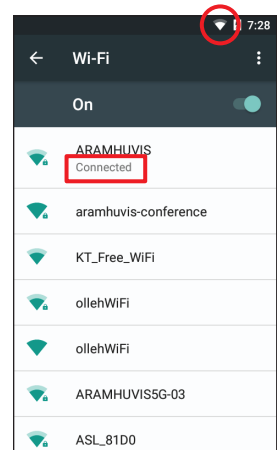 7:28
Wi-Fi
On
ARAMHUVIS
Connected
aramhuvis-conference
KT_Free_WiFi
ollehWiFi
ollehWiFi
ARAMHUVIS5G-03
ASL_81D0